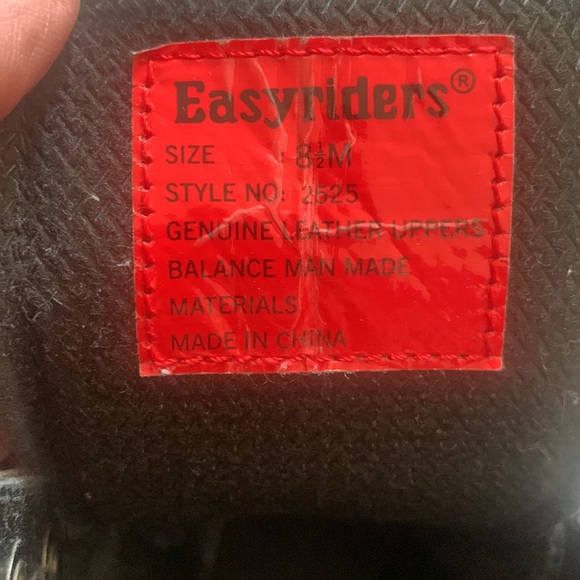 Easyriders®
SIZE : 8½M
STYLE NO: 2525
GENUINE LEATHER UPPERS
BALANCE MAN MADE
MATERIALS
MADE IN CHINA